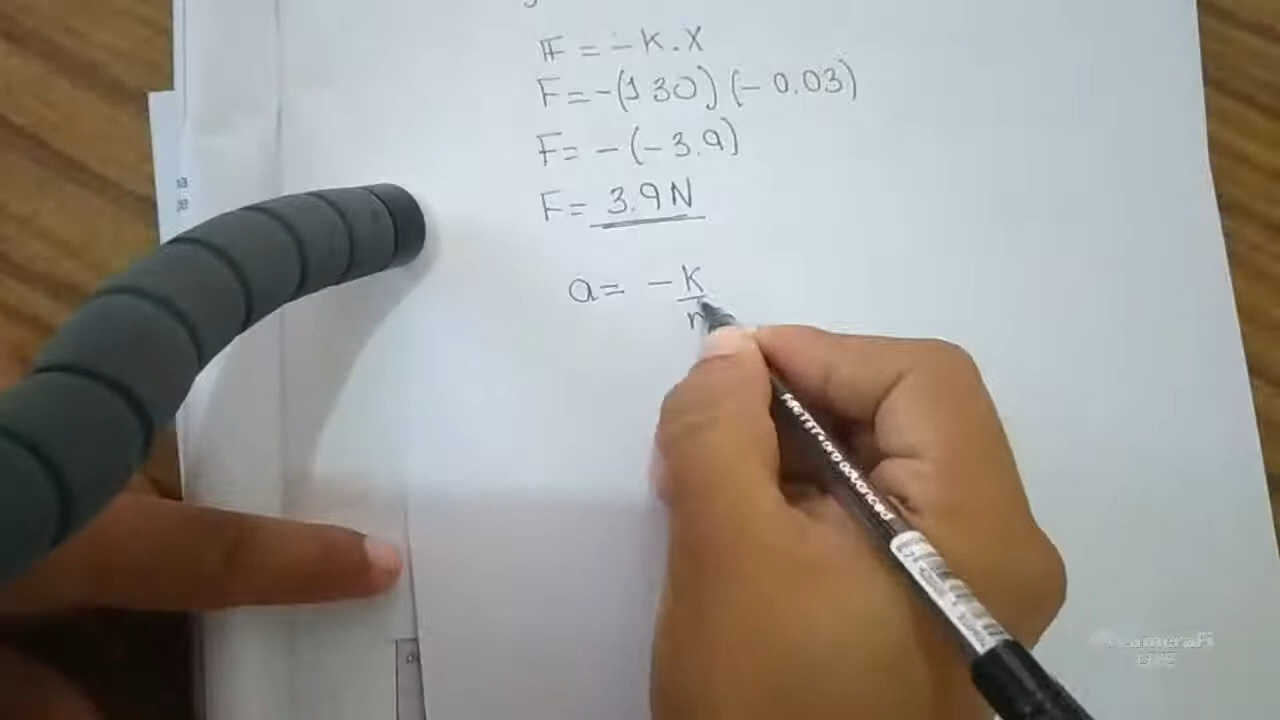 F = -K.X
F = -(130)(-0.03)
F = -(-3.9)
F = 3.9N
a = -K